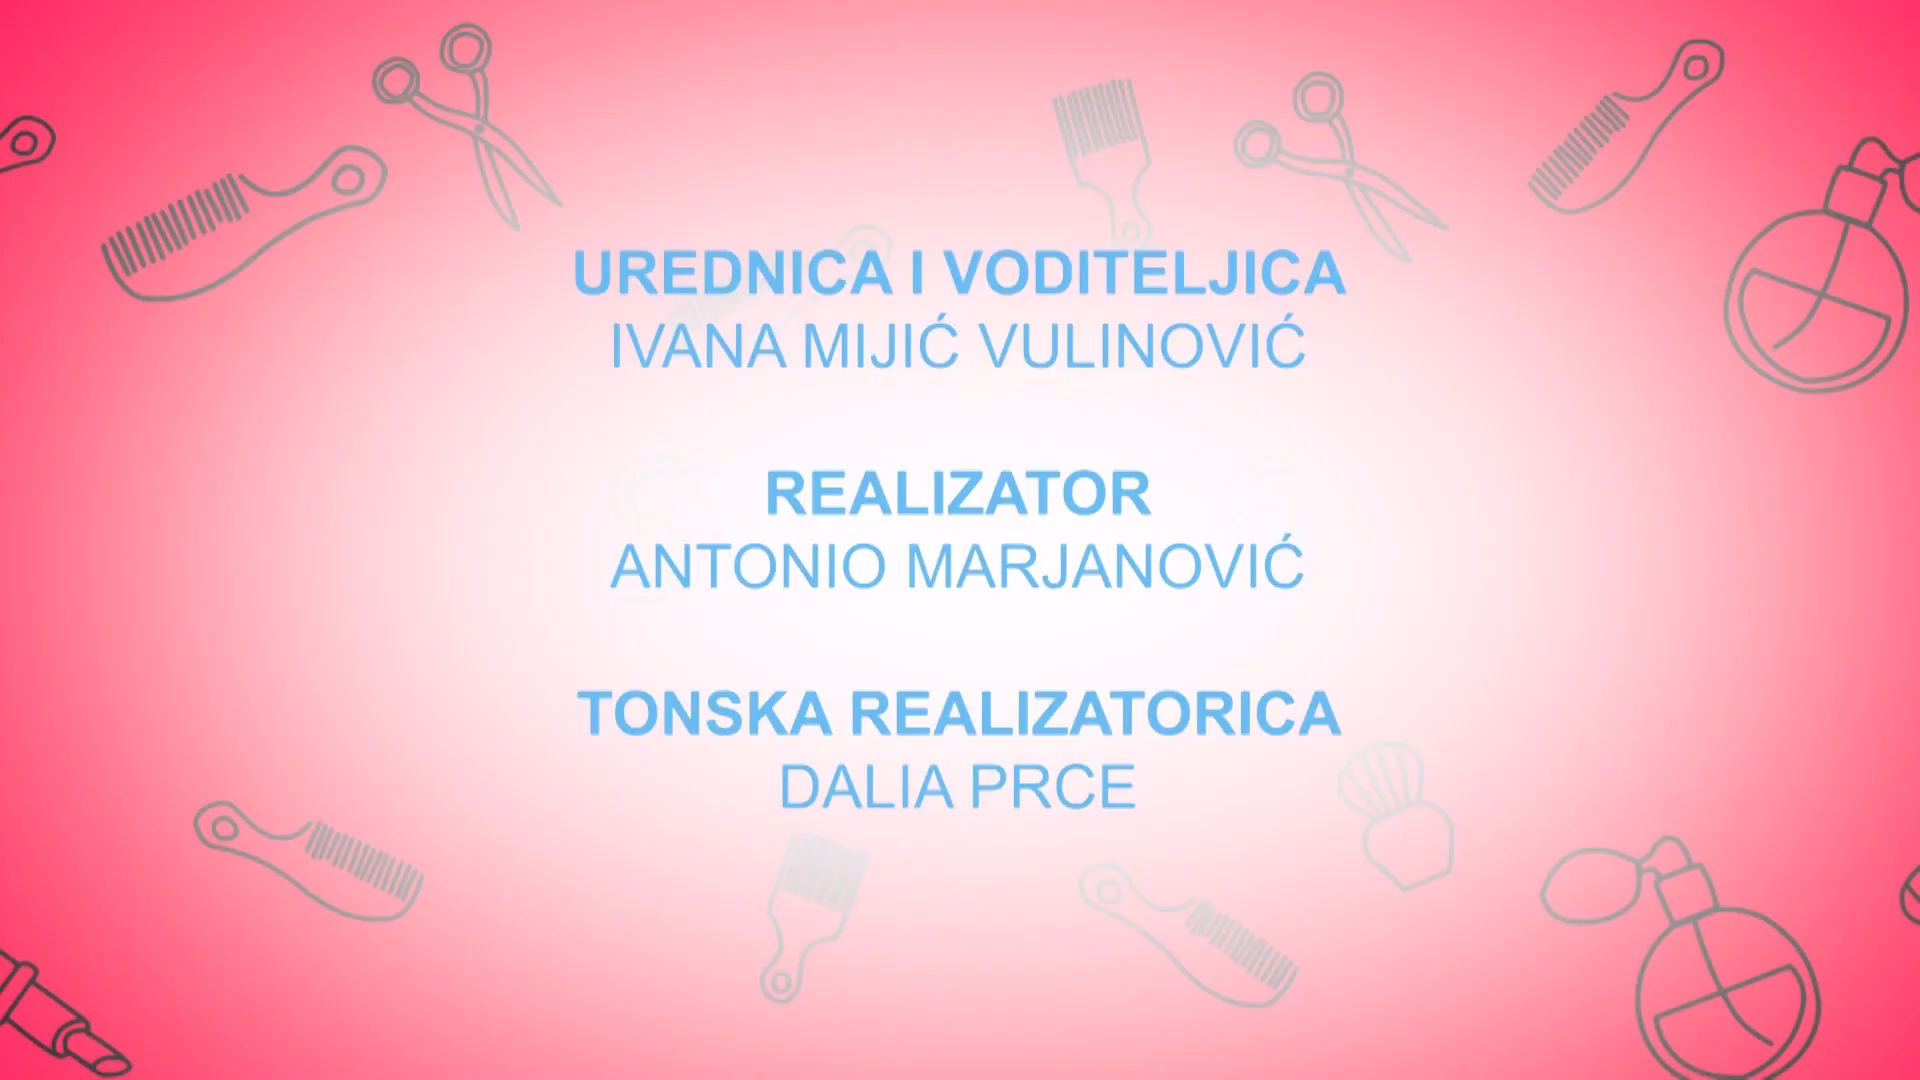 UREDNICA I VODITELJICA
IVANA MIJIĆ VULINOVIĆ
REALIZATOR
ANTONIO MARJANOVIĆ
TONSKA REALIZATORICA
DALIA PRCE